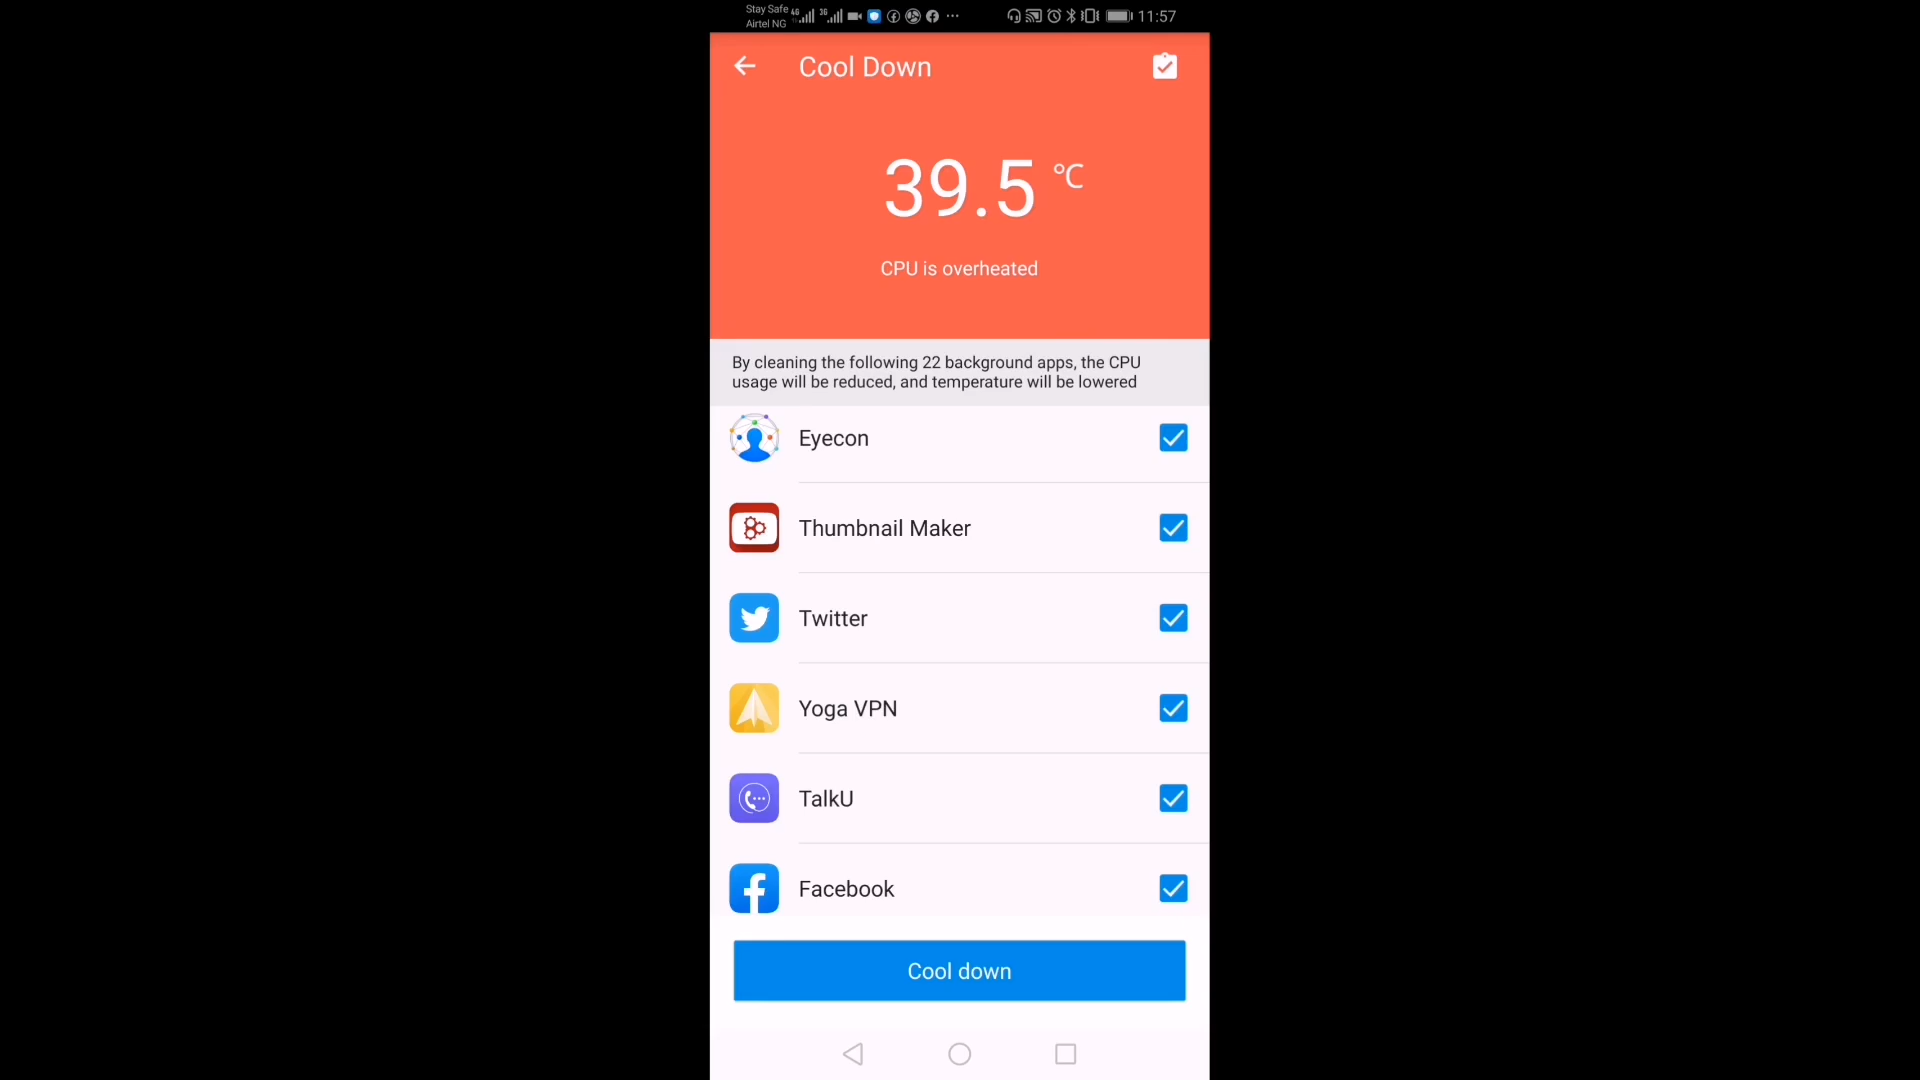 Stay Safe
Airtel NG
4G
3G
11:57
Cool Down
39.5 °C
CPU is overheated
By cleaning the following 22 background apps, the CPU
usage will be reduced, and temperature will be lowered
Eyecon
Thumbnail Maker
Twitter
Yoga VPN
TalkU
Facebook
Cool down